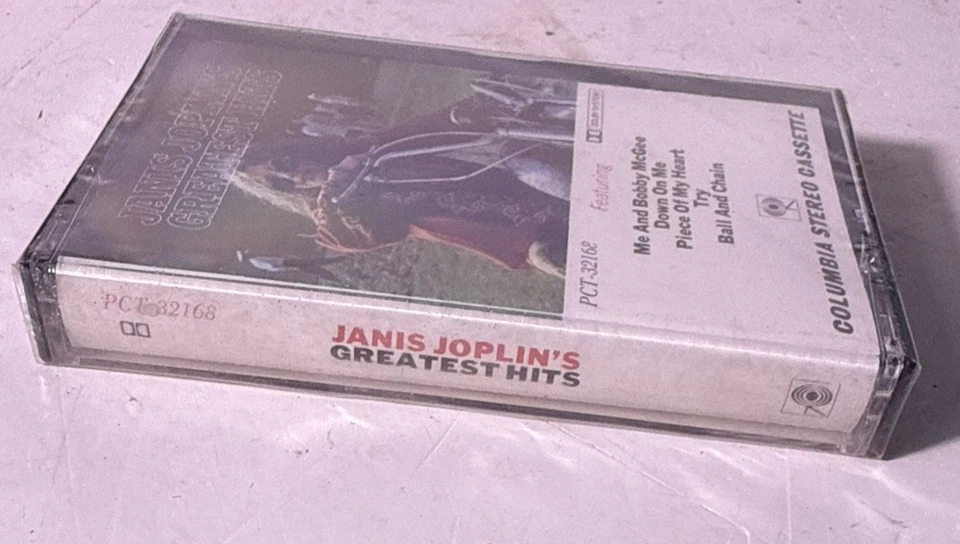 JANIS JOPLIN'S
GREATEST HITS
PCT-32168
Featuring
Me And Bobby McGee
Down On Me
Piece Of My Heart
Try
Ball And Chain
COLUMBIA STEREO CASSETTE
PCT-32168
JANIS JOPLIN'S
GREATEST HITS